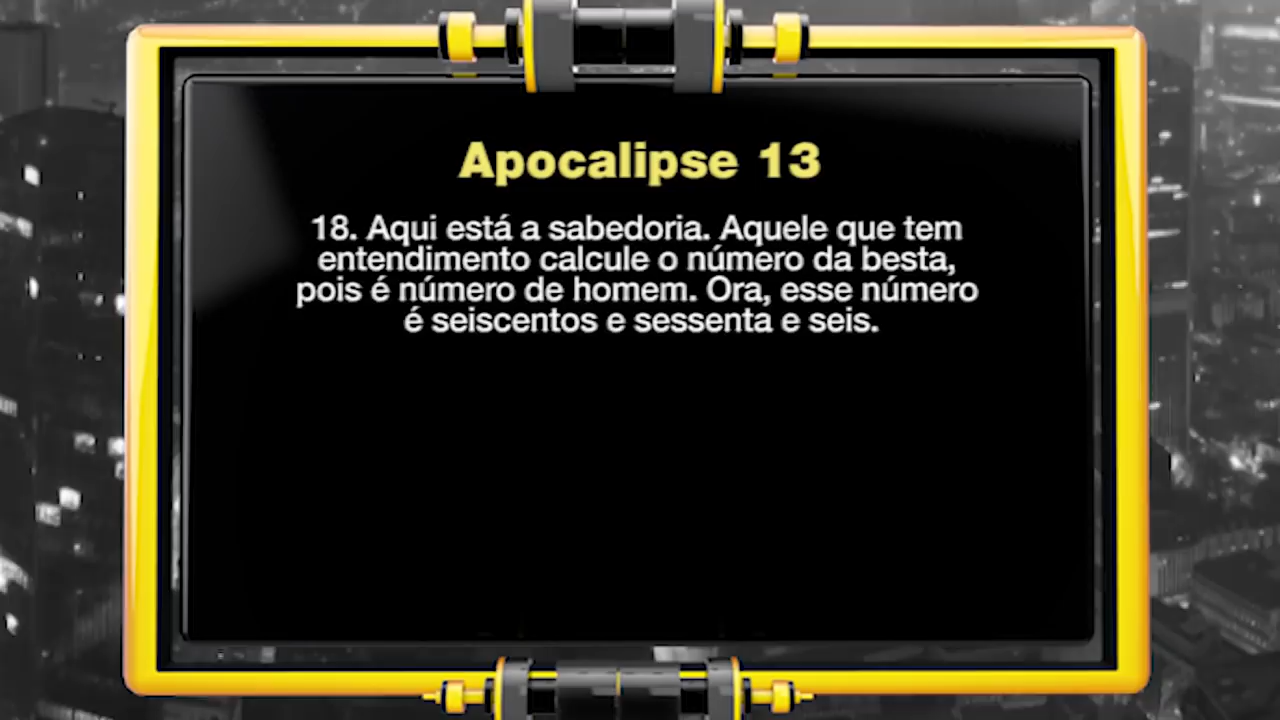 Apocalipse 13
18. Aqui está a sabedoria. Aquele que tem
entendimento calcule o número da besta,
pois é número de homem. Ora, esse número
é seiscentos e sessenta e seis.